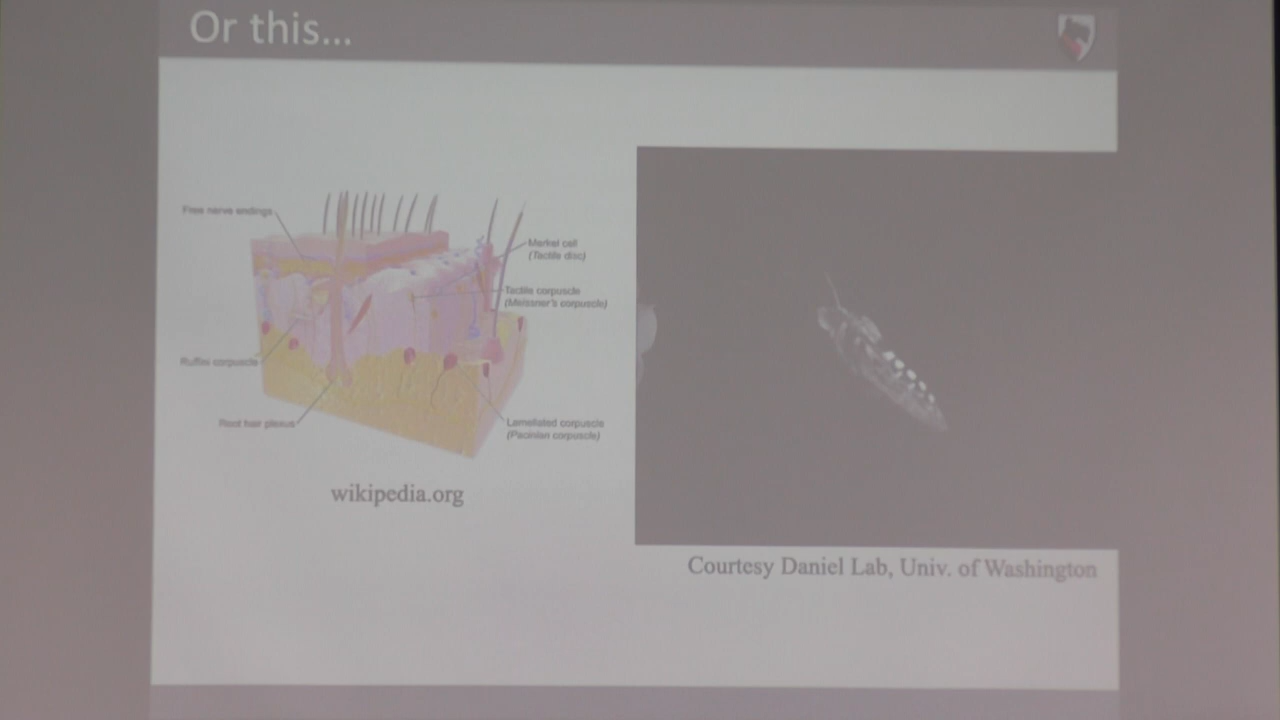 Or this...
Free nerve endings
Merkel cell
(Tactile disc)
Tactile corpuscle
(Meissner's corpuscle)
Ruffini corpuscle
Root hair plexus
Lamellated corpuscle
(Pacinian corpuscle)
wikipedia.org
Courtesy Daniel Lab, Univ. of Washington